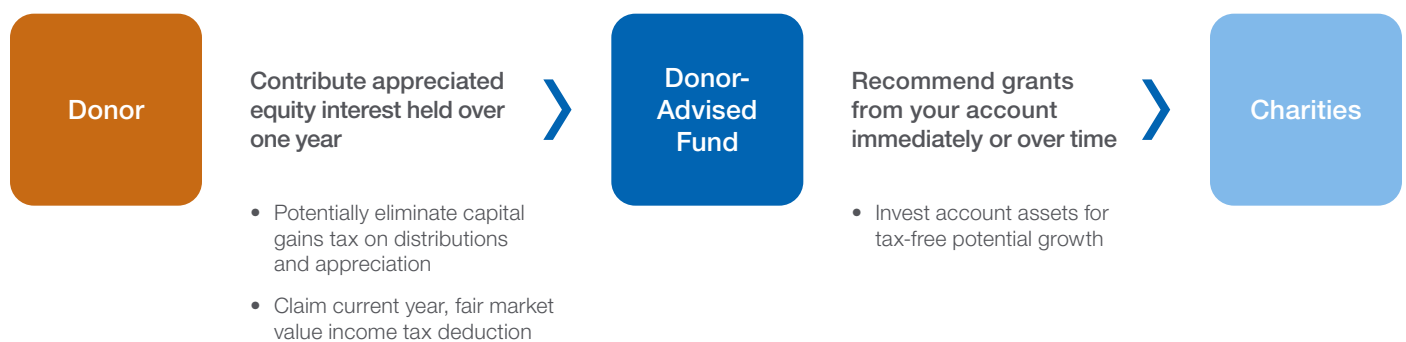 Donor
Contribute appreciated
equity interest held over
one year
• Potentially eliminate capital
gains tax on distributions
and appreciation
• Claim current year, fair market
value income tax deduction
Donor-
Advised
Fund
Recommend grants
from your account
immediately or over time
• Invest account assets for
tax-free potential growth
Charities